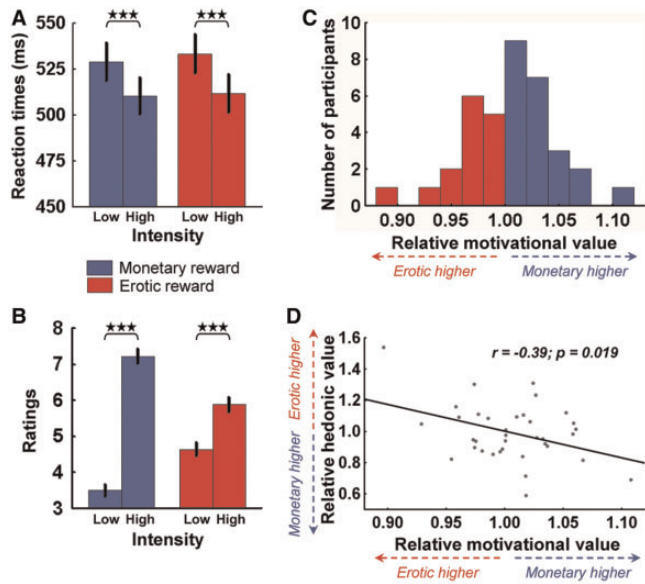 A
Reaction times (ms)
550
525
500
475
450
★★★
★★★
Low High
Low High
Intensity
Monetary reward
Erotic reward
B
Ratings
8
7
6
5
4
3
★★★
★★★
Low High
Low High
Intensity
C
Number of participants
10
8
6
4
2
0
0.90 0.95 1.00 1.05 1.10
Relative motivational value
Erotic higher
Monetary higher
D
Monetary higher
Erotic higher
Relative hedonic value
1.6
1.4
1.2
1.0
0.8
0.6
r = -0.39; p = 0.019
0.90 0.95 1.00 1.05 1.10
Relative motivational value
Erotic higher
Monetary higher